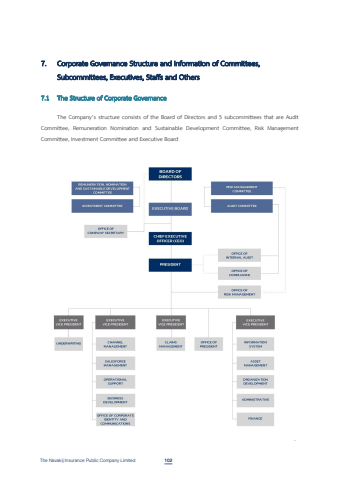 7. Corporate Governance Structure and Information of Committees,
Subcommittees, Executives, Staffs and Others
7.1 The Structure of Corporate Governance
The Company's structure consists of the Board of Directors and 5 subcommittees that are Audit
Committee, Remuneration Nomination and Sustainable Development Committee, Risk Management
Committee, Investment Committee and Executive Board
BOARD OF
DIRECTORS
REMUNERATION, NOMINATION
AND SUSTAINABLE DEVELOPMENT
COMMITTEE
RISK MANAGEMENT
COMMITTEE
INVESTMENT COMMITTEE
EXECUTIVE BOARD
AUDIT COMMITTEE
OFFICE OF
COMPANY SECRETARY
CHIEF EXECUTIVE
OFFICER (CEO)
OFFICE OF
INTERNAL AUDIT
PRESIDENT
OFFICE OF
COMPLIANCE
OFFICE OF
RISK MANAGEMENT
EXECUTIVE
VICE PRESIDENT
EXECUTIVE
VICE PRESIDENT
EXECUTIVE
VICE PRESIDENT
EXECUTIVE
VICE PRESIDENT
UNDERWRITING
CHANNEL
MANAGEMENT
CLAIMS
MANAGEMENT
OFFICE OF
PRESIDENT
INFORMATION
SYSTEM
SALESFORCE
MANAGEMENT
ASSET
MANAGEMENT
OPERATIONAL
SUPPORT
ORGANIZATION
DEVELOPMENT
BUSINESS
DEVELOPMENT
ADMINISTRATIVE
OFFICE OF CORPORATE
IDENTITY AND
COMMUNICATIONS
FINANCE
The Navakij Insurance Public Company Limited 102